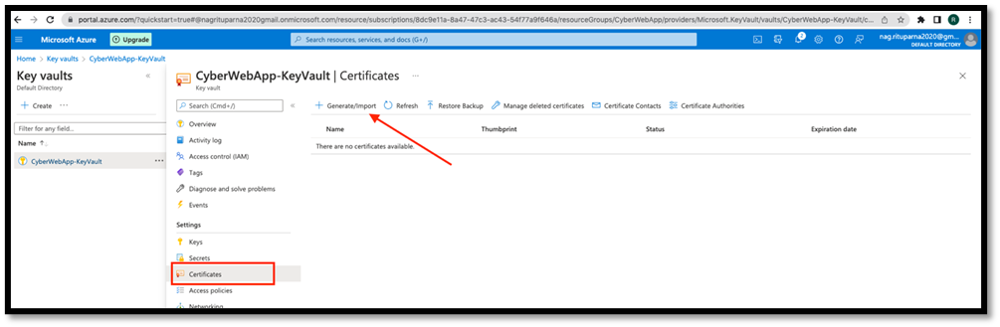 portal.azure.com/?quickstart=true#@nagrituparna2020gmail.onmicrosoft.com/resource/subscriptions/8dc9e11a-8a47-47c3-ac43-54f77a9f646a/resourceGroups/CyberWebApp/providers/Microsoft.KeyVault/vaults/CyberWebApp-KeyVault/c...
R
Microsoft Azure
Upgrade
Search resources, services, and docs (G+/)
2
nag.rituparna2020@gm...
DEFAULT DIRECTORY
Home > Key vaults > CyberWebApp-KeyVault
Key vaults
Default Directory
+ Create ...
Filter for any field...
Name ↑
CyberWebApp-KeyVault ...
CyberWebApp-KeyVault | Certificates ...
Key vault
Search (Cmd+/)
Overview
Activity log
Access control (IAM)
Tags
Diagnose and solve problems
Events
Settings
Keys
Secrets
Certificates
Access policies
Networking
+ Generate/Import Refresh Restore Backup Manage deleted certificates Certificate Contacts Certificate Authorities
Name Thumbprint Status Expiration date
There are no certificates available.